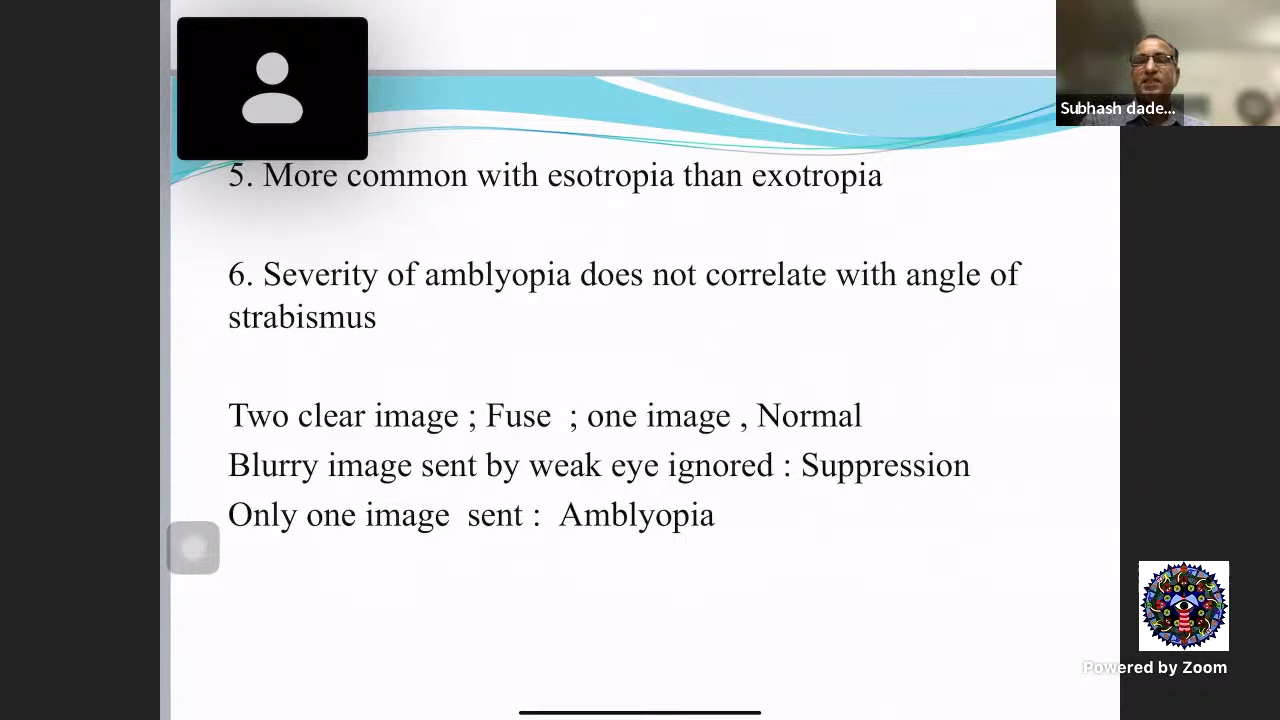 Subhash dade...
5. More common with esotropia than exotropia
6. Severity of amblyopia does not correlate with angle of
strabismus
Two clear image ; Fuse ; one image , Normal
Blurry image sent by weak eye ignored : Suppression
Only one image sent : Amblyopia
Powered by Zoom